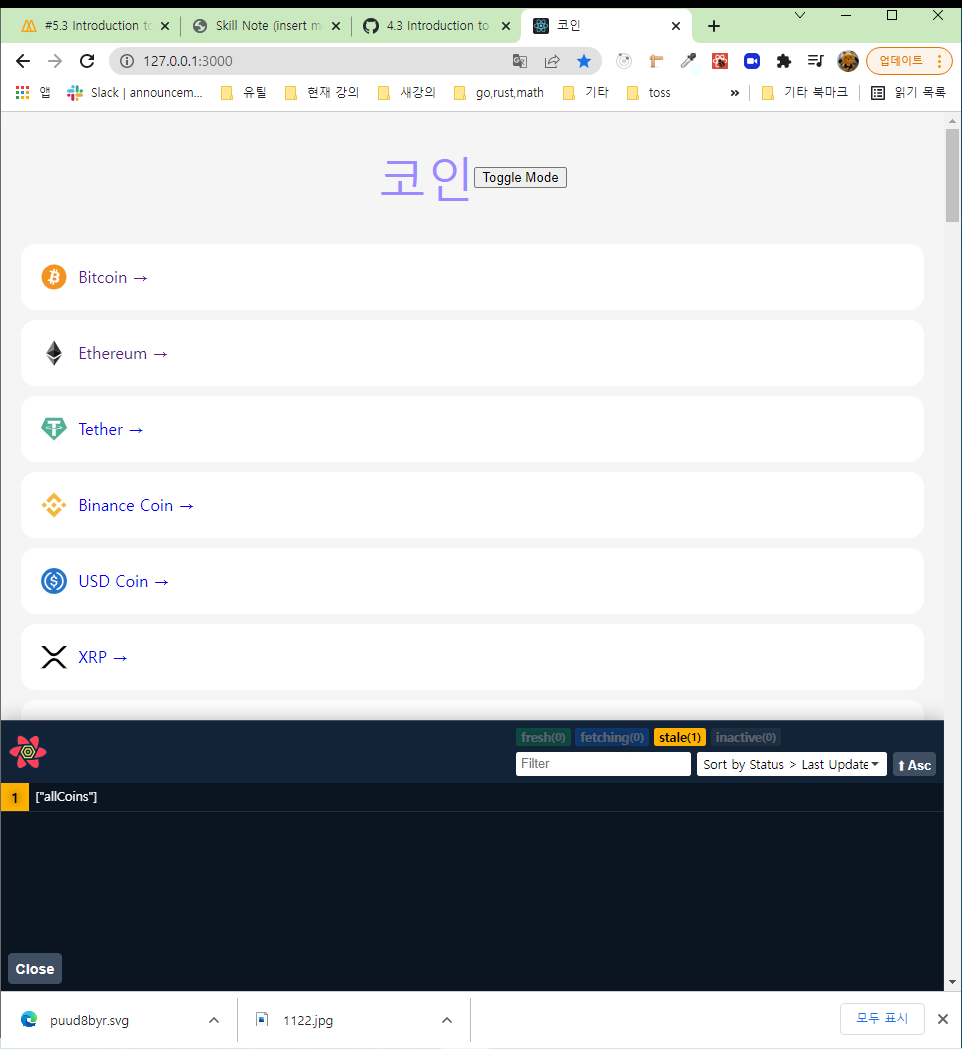 #5.3 Introduction to
Skill Note (insert m
4.3 Introduction to
코인
127.0.0.1:3000
업데이트
앱
Slack | announcem...
유틸
현재 강의
새강의
go,rust,math
기타
toss
»
기타 북마크
읽기 목록
코인
Toggle Mode
Bitcoin →
Ethereum →
Tether →
Binance Coin →
USD Coin →
XRP →
fresh(0) fetching(0) stale(1) inactive(0)
Filter
Sort by Status > Last Update
⬆ Asc
1 ["allCoins"]
Close
puud8byr.svg
1122.jpg
모두 표시